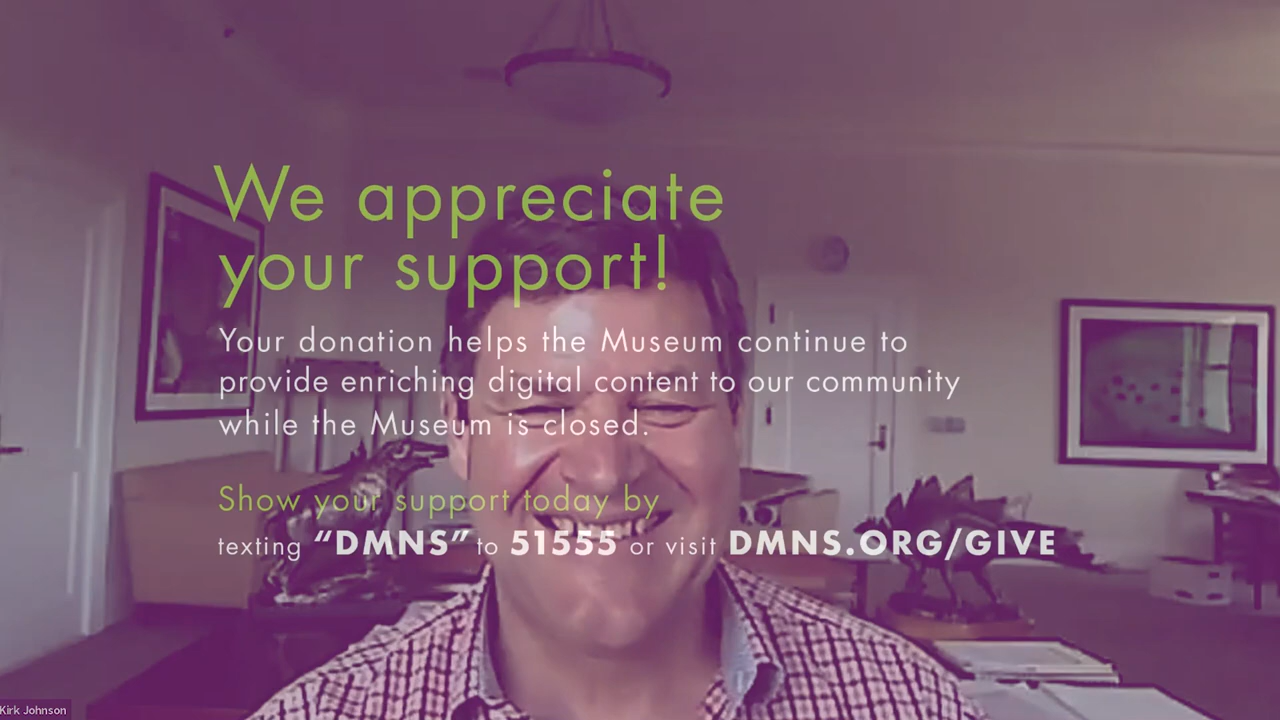 We appreciate
your support!
Your donation helps the Museum continue to
provide enriching digital content to our community
while the Museum is closed.
Show your support today by
texting “DMNS” to 51555 or visit DMNS.ORG/GIVE
Kirk Johnson